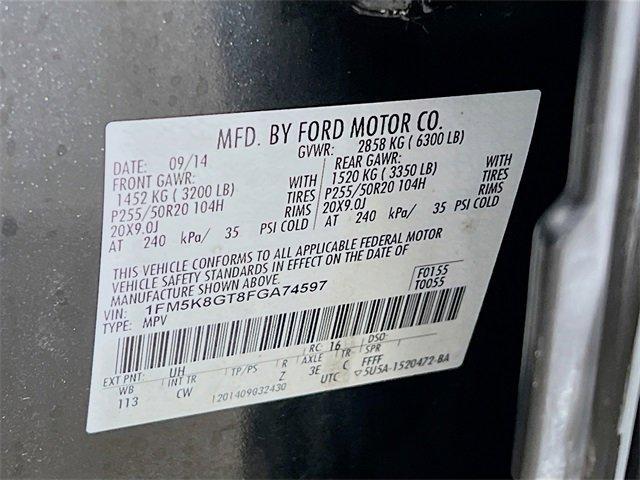 MFD. BY FORD MOTOR CO.
DATE: 09/14 GVWR: 2858 KG ( 6300 LB)
FRONT GAWR: REAR GAWR:
1452 KG ( 3200 LB) WITH 1520 KG ( 3350 LB) WITH
P255/50R20 104H TIRES P255/50R20 104H TIRES
20X9.0J RIMS 20X9.0J RIMS
AT 240 kPa/ 35 PSI COLD AT 240 kPa/ 35 PSI COLD
THIS VEHICLE CONFORMS TO ALL APPLICABLE FEDERAL MOTOR
VEHICLE SAFETY STANDARDS IN EFFECT ON THE DATE OF
MANUFACTURE SHOWN ABOVE.
VIN: 1FM5K8GT8FGA74597 F0155
TYPE: MPV T0055
EXT PNT: UH RC: 16 DSO:
WB INT TR TP/PS R AXLE TR SPR
113 CW Z 3E C FFFF
1201409032430 UTC ▽5U5A-1520472-BA